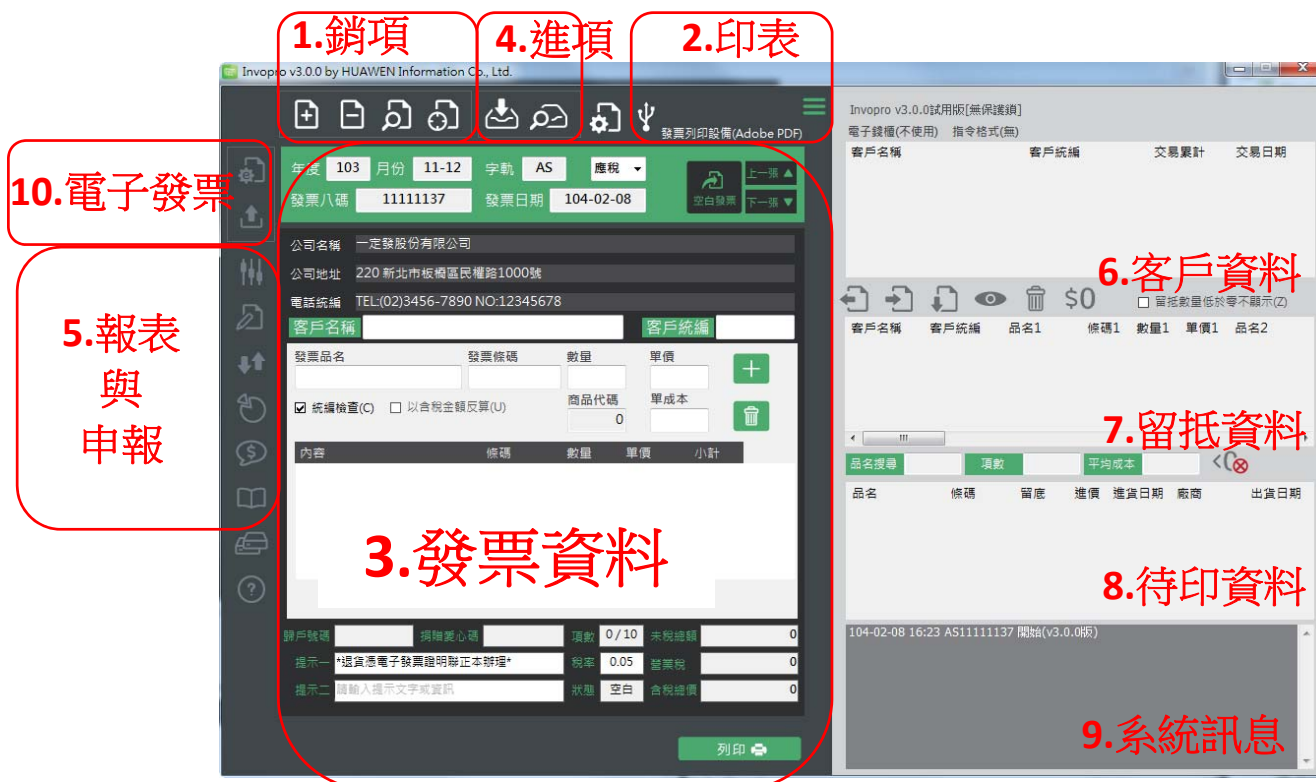 1.銷項
4.進項
2.印表
Invopro v3.0.0 by HUAWEN Information Co., Ltd.
發票列印設備(Adobe PDF)
10.電子發票
5.報表
與
申報
年度 103 月份 11-12 字軌 AS 應稅
空白發票
上一張▲
下一張▼
發票八碼 11111137 發票日期 104-02-08
公司名稱 一定發股份有限公司
公司地址 220 新北市板橋區民權路1000號
電話統編 TEL:(02)3456-7890 NO:12345678
客戶名稱 客戶統編
發票品名 發票條碼 數量 單價
統編檢查(C) 以含稅金額反算(U) 商品代碼 單成本
0
內容 條碼 數量 單價 小計
3.發票資料
歸戶號碼 捐贈愛心碼 項數 0/10 未稅總額 0
提示一 *退貨憑電子發票證明聯正本辦理* 稅率 0.05 營業稅 0
提示二 請輸入提示文字或資訊 狀態 空白 含稅總價 0
列印
Invopro v3.0.0試用版[無保護鎖]
電子錢櫃(不使用) 指令格式(無)
客戶名稱 客戶統編 交易累計 交易日期
6.客戶資料
$0 留抵數量低於零不顯示(Z)
客戶名稱 客戶統編 品名1 條碼1 數量1 單價1 品名2
7.留抵資料
品名搜尋 項數 平均成本
品名 條碼 留底 進價 進貨日期 廠商 出貨日期
8.待印資料
104-02-08 16:23 AS11111137 開始(v3.0.0版)
9.系統訊息